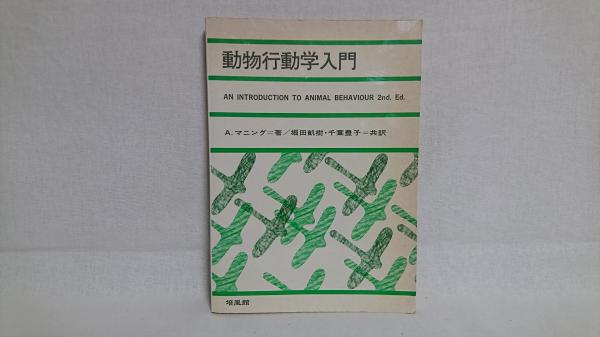 動物行動学入門
AN INTRODUCTION TO ANIMAL BEHAVIOUR 2nd. Ed.
A.マニング=著/堀田凱樹・千葉豊子=共訳
培風館